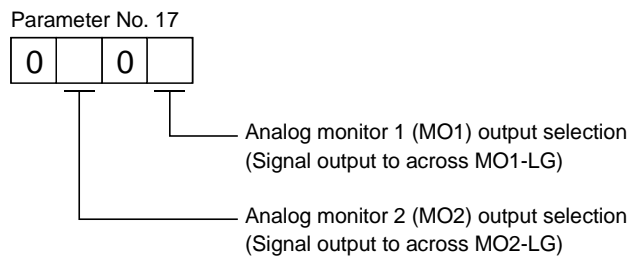 Parameter No. 17
0 0
Analog monitor 1 (MO1) output selection
(Signal output to across MO1-LG)
Analog monitor 2 (MO2) output selection
(Signal output to across MO2-LG)